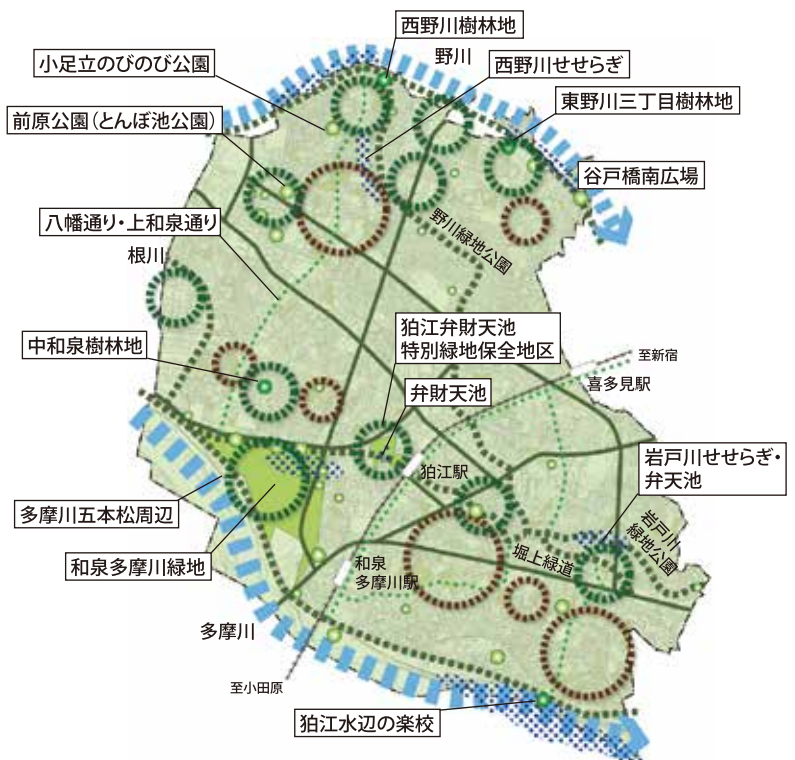 西野川樹林地
野川
小足立のびのび公園
西野川せせらぎ
東野川三丁目樹林地
前原公園(とんぼ池公園)
谷戸橋南広場
八幡通り・上和泉通り
野川緑地公園
根川
狛江弁財天池
特別緑地保全地区
至新宿
中和泉樹林地
喜多見駅
弁財天池
岩戸川せせらぎ・
弁天池
狛江駅
多摩川五本松周辺
岩戸川
緑地公園
堀上緑道
和泉
多摩川駅
和泉多摩川緑地
多摩川
至小田原
狛江水辺の楽校